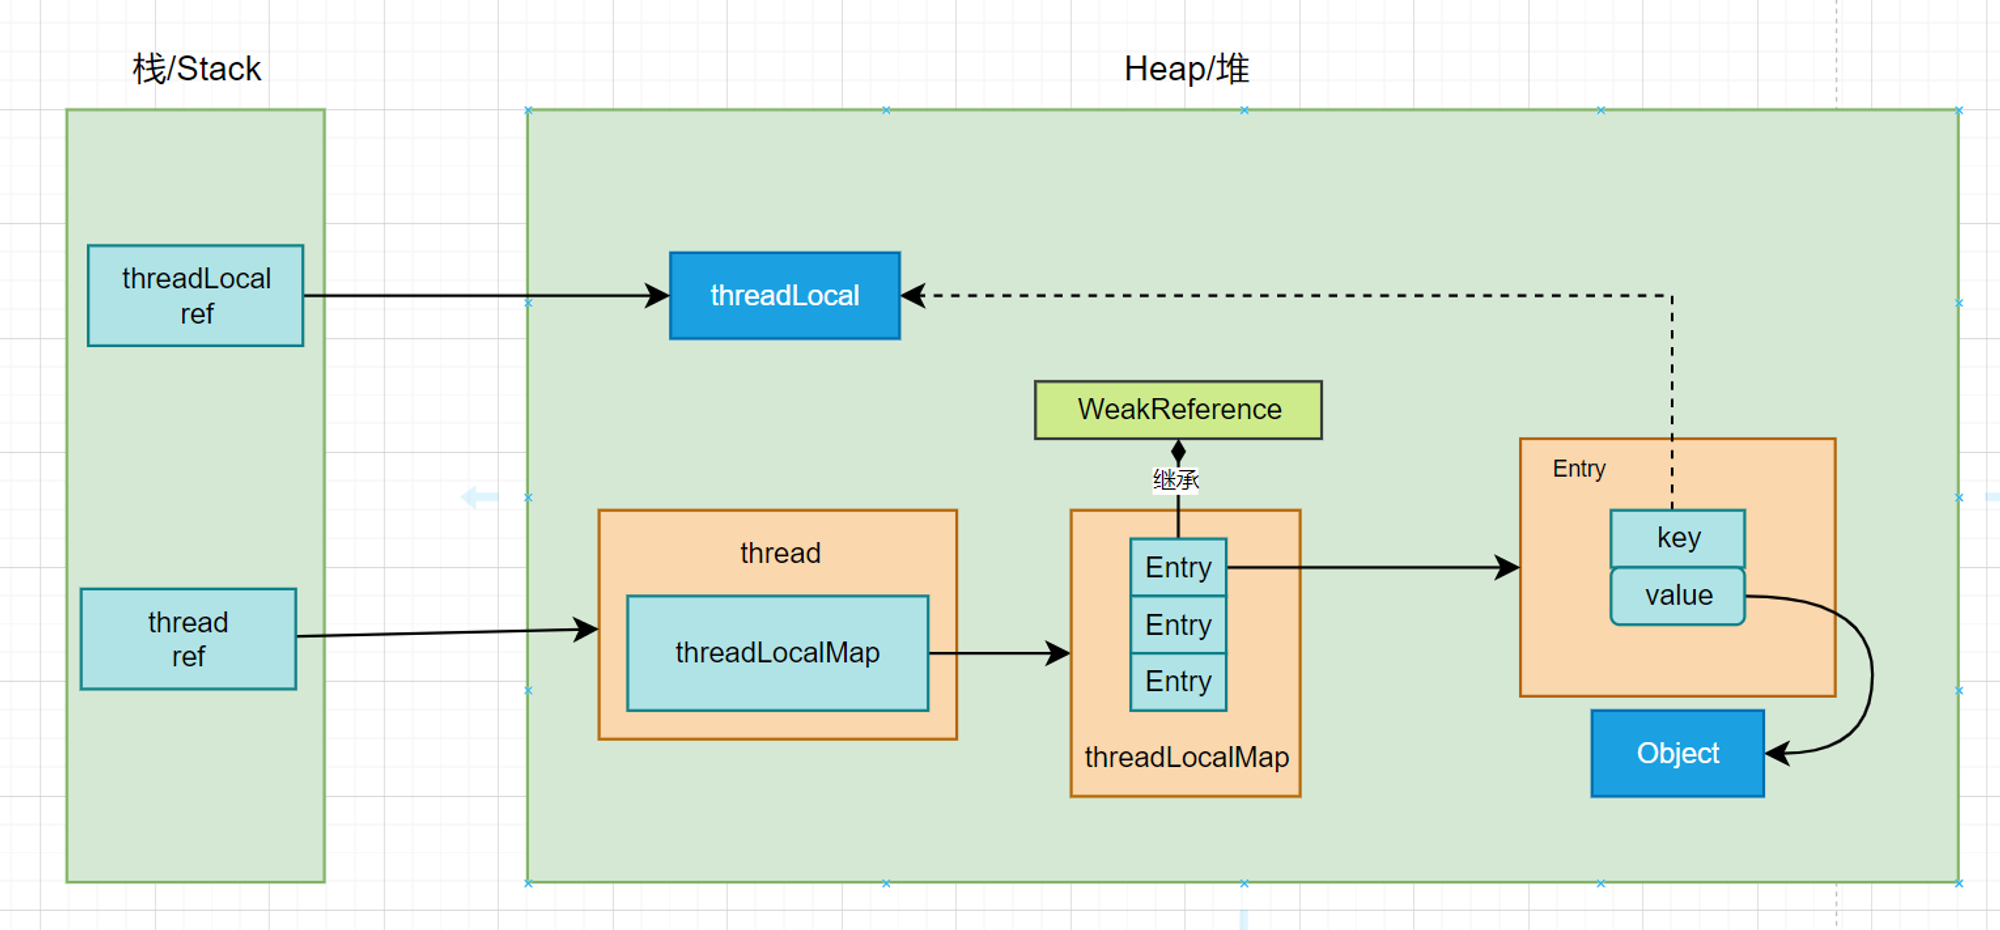 栈/Stack
Heap/堆
threadLocal
ref
threadLocal
WeakReference
继承
Entry
key
value
thread
ref
thread
threadLocalMap
Entry
Entry
Entry
threadLocalMap
Object